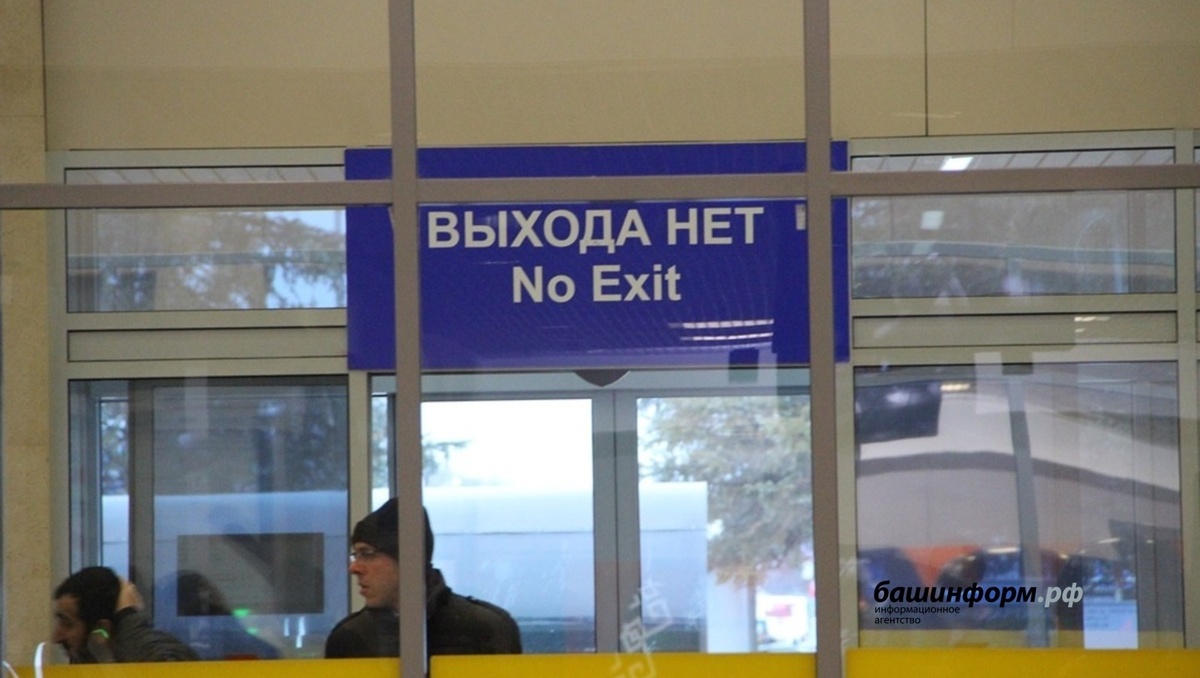 ВЫХОДА НЕТ
No Exit
башинформ.рф
информационное
агентство